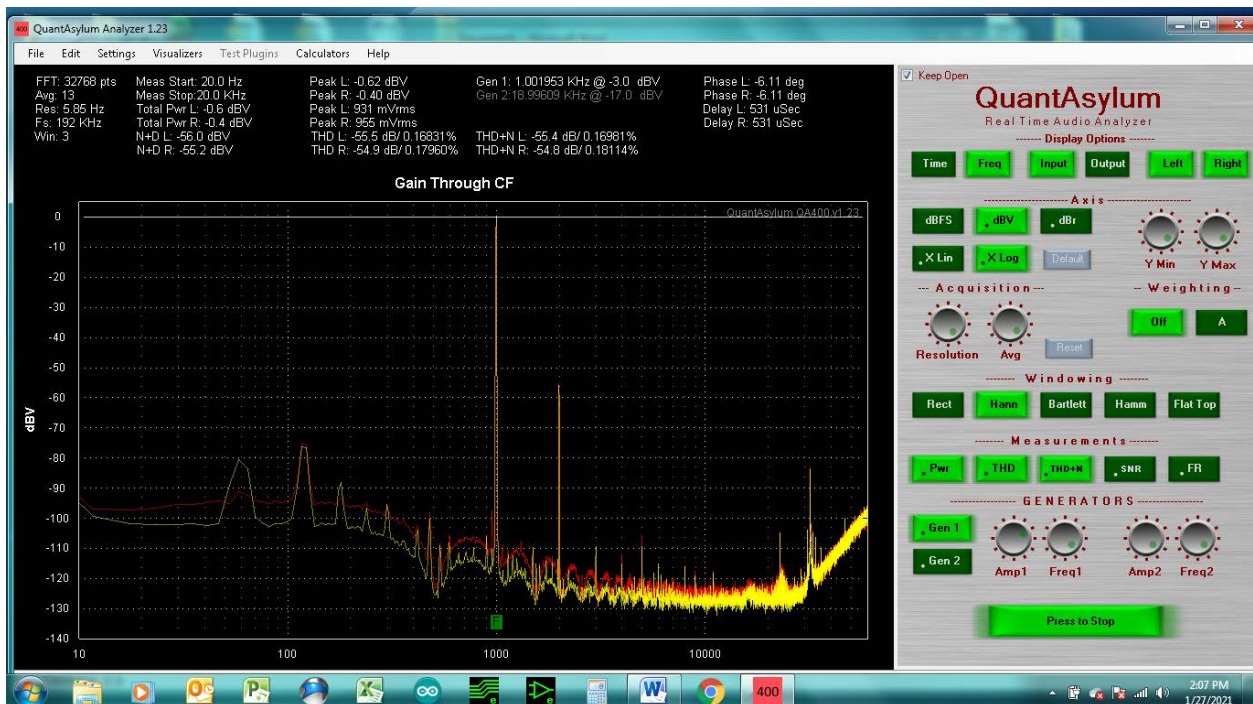 QuantAsylum Analyzer 1.23
File Edit Settings Visualizers Test Plugins Calculators Help
FFT: 32768 pts
Avg: 13
Res: 5.85 Hz
Fs: 192 KHz
Win: 3
Meas Start: 20.0 Hz
Meas Stop:20.0 KHz
Total Pwr L: -0.6 dBV
Total Pwr R: -0.4 dBV
N+D L: -56.0 dBV
N+D R: -55.2 dBV
Peak L: -0.62 dBV
Peak R: -0.40 dBV
Peak L: 931 mVrms
Peak R: 955 mVrms
THD L: -55.5 dB/ 0.16831%
THD R: -54.9 dB/ 0.17960%
Gen 1: 1.001953 KHz @ -3.0 dBV
Gen 2:18.99609 KHz @ -17.0 dBV
THD+N L: -55.4 dB/ 0.16981%
THD+N R: -54.8 dB/ 0.18114%
Phase L: -6.11 deg
Phase R: -6.11 deg
Delay L: 531 uSec
Delay R: 531 uSec
Gain Through CF
QuantAsylum QA400.v1.23
dBV
0
-10
-20
-30
-40
-50
-60
-70
-80
-90
-100
-110
-120
-130
-140
10 100 1000 10000
F
Keep Open
QuantAsylum
Real Time Audio Analyzer
Display Options
Time Freq Input Output Left Right
Axis
dBFS dBV dBr
X Lin X Log Default
Y Min Y Max
Acquisition
Weighting
Off A
Resolution Avg Reset
Windowing
Rect Hann Bartlett Hamm Flat Top
Measurements
Pwr THD THD+N SNR FR
GENERATORS
Gen 1
Gen 2
Amp1 Freq1 Amp2 Freq2
Press to Stop
400
2:07 PM
1/27/2021